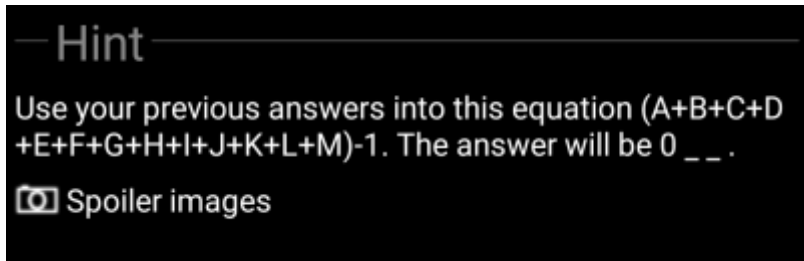 Hint
Use your previous answers into this equation (A+B+C+D
+E+F+G+H+I+J+K+L+M)-1. The answer will be 0 _ _ .
Spoiler images